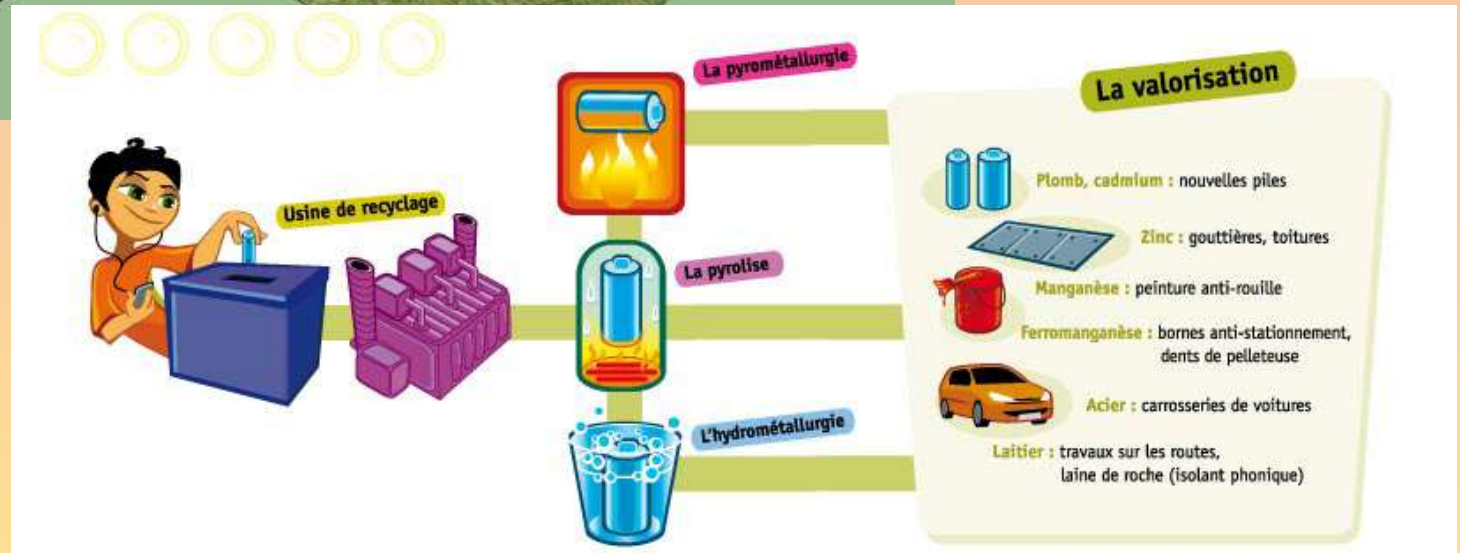 La pyrométallurgie
La valorisation
Usine de recyclage
Plomb, cadmium : nouvelles piles
Zinc : gouttières, toitures
La pyrolise
Manganèse : peinture anti-rouille
Ferromanganèse : bornes anti-stationnement,
dents de pelleteuse
Acier : carrosseries de voitures
L'hydrométallurgie
Laitier : travaux sur les routes,
laine de roche (isolant phonique)